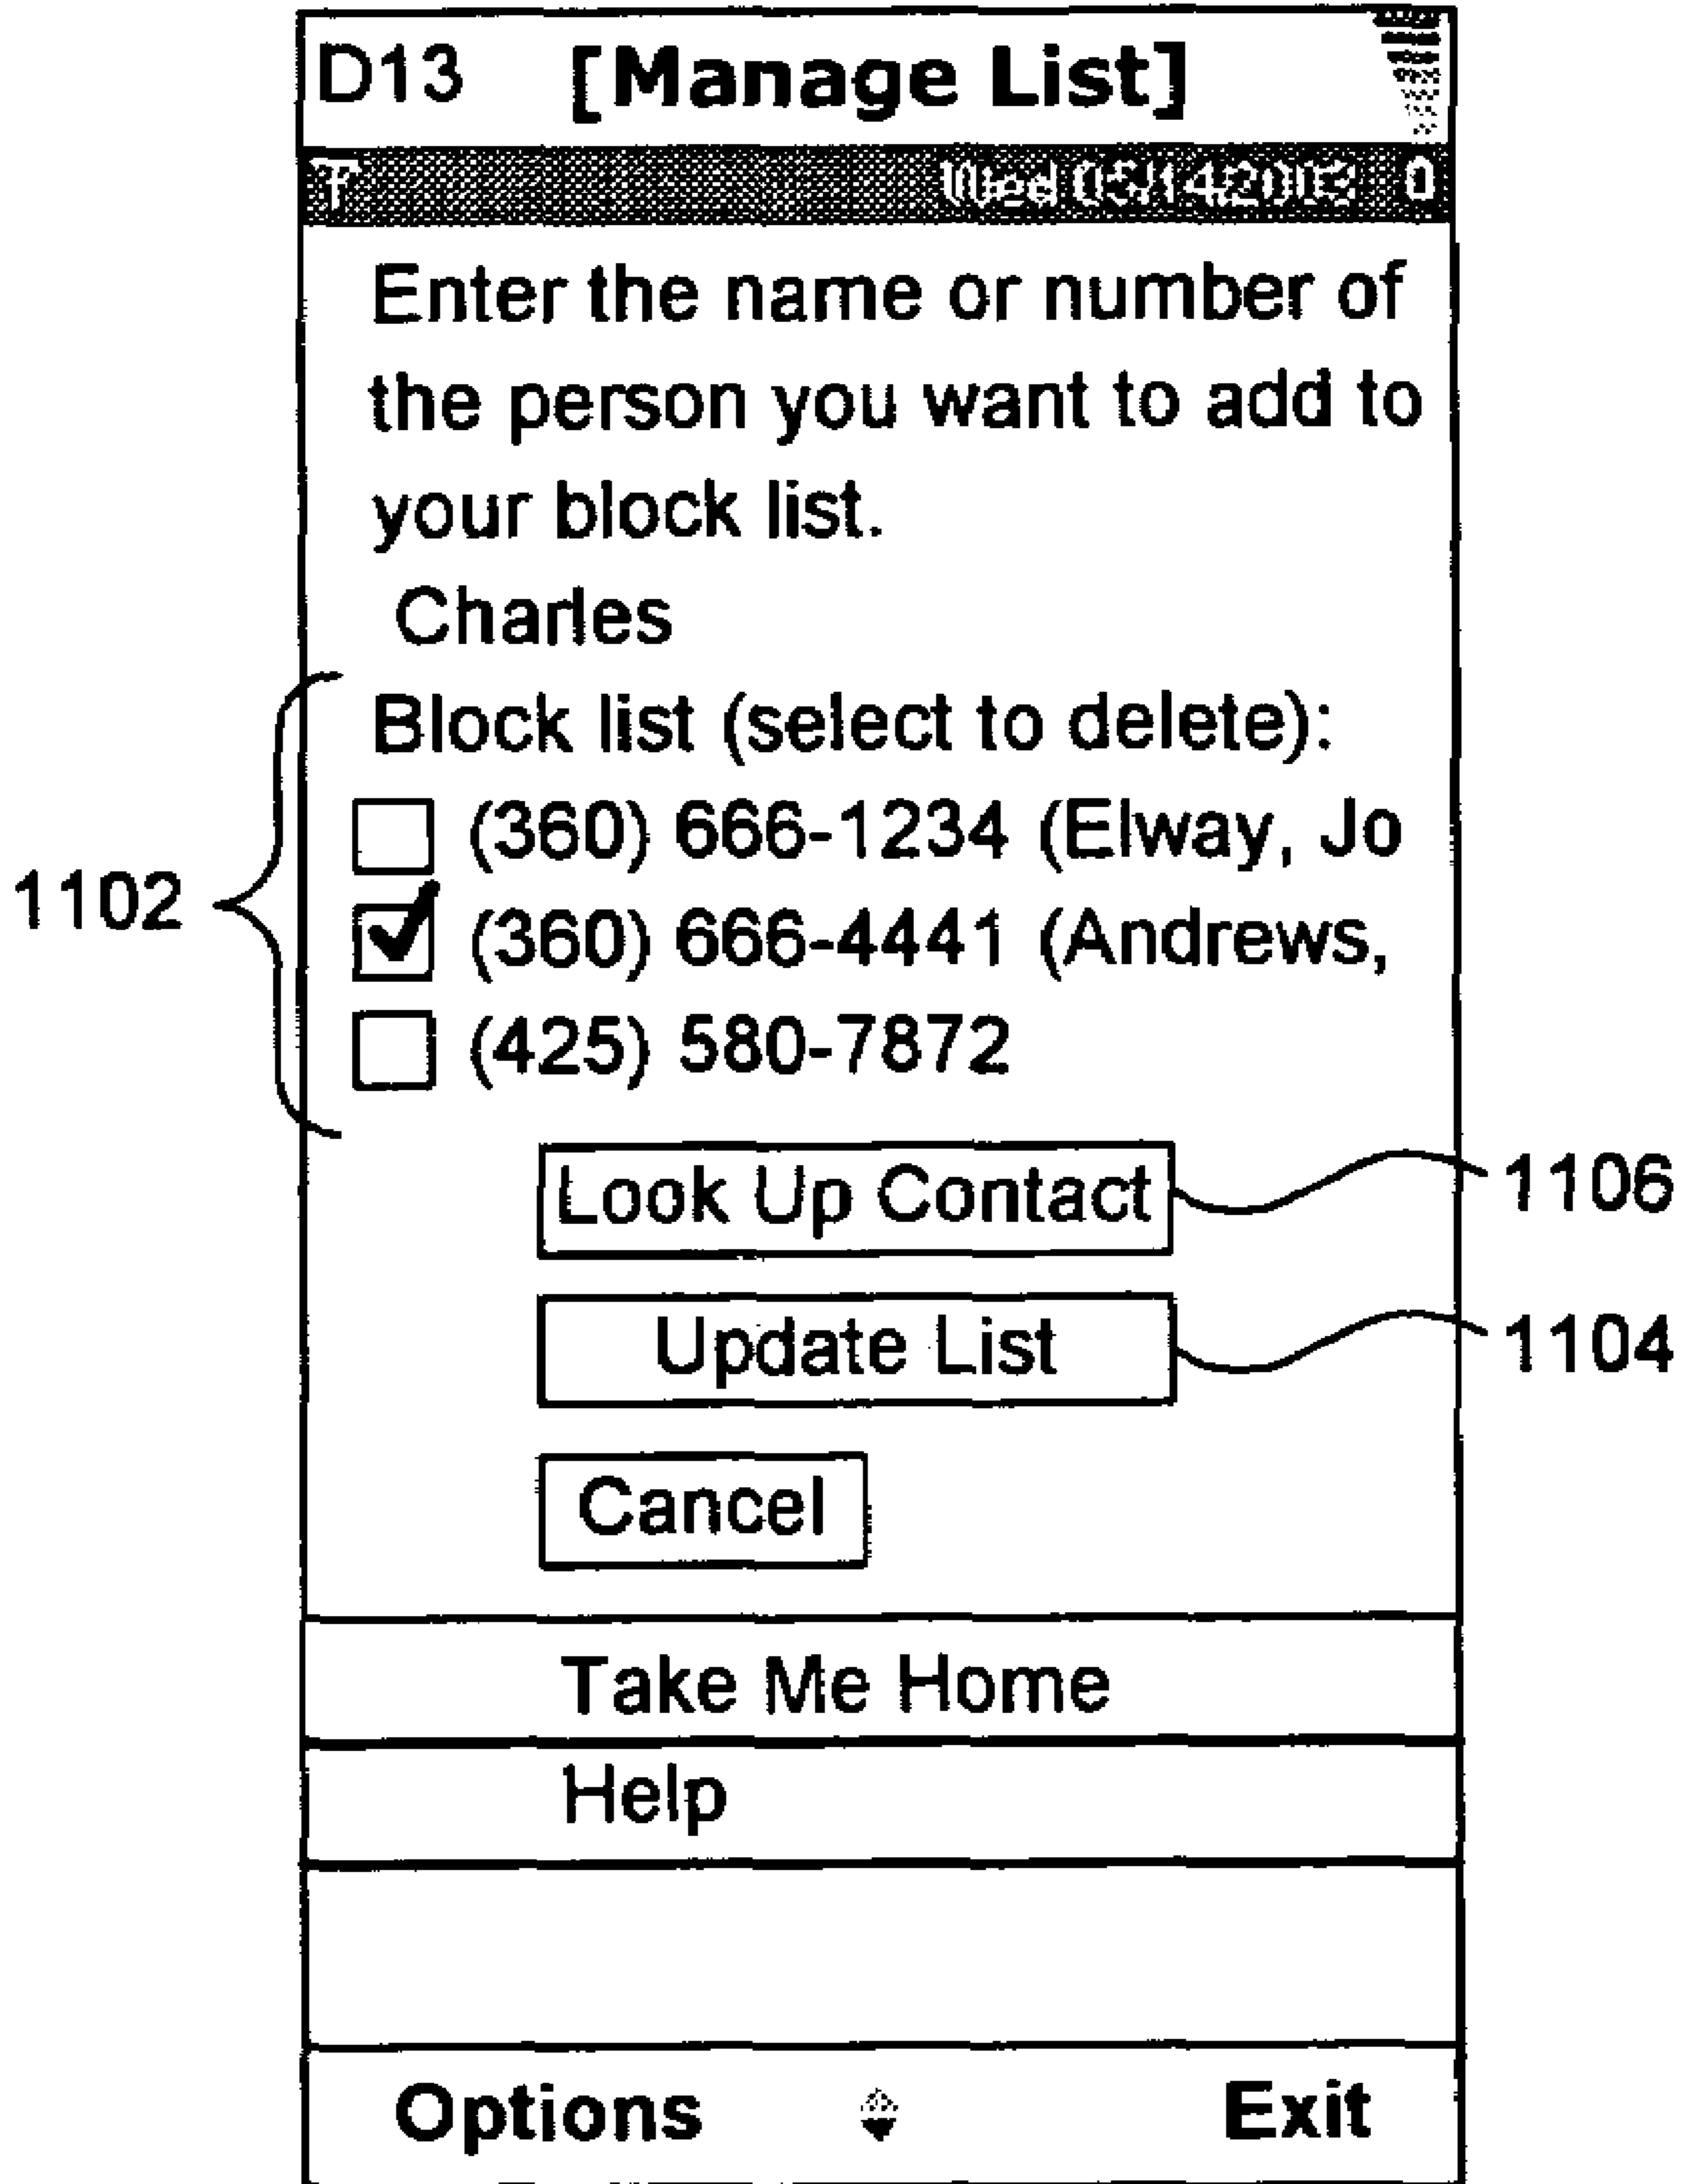 D13 [Manage List]
Wed
Enter the name or number of
the person you want to add to
your block list.
Charles
Block list (select to delete):
(360) 666-1234 (Elway, Jo
1102
(360) 666-4441 (Andrews,
(425) 580-7872
Look Up Contact 1106
Update List 1104
Cancel
Take Me Home
Help
Options Exit